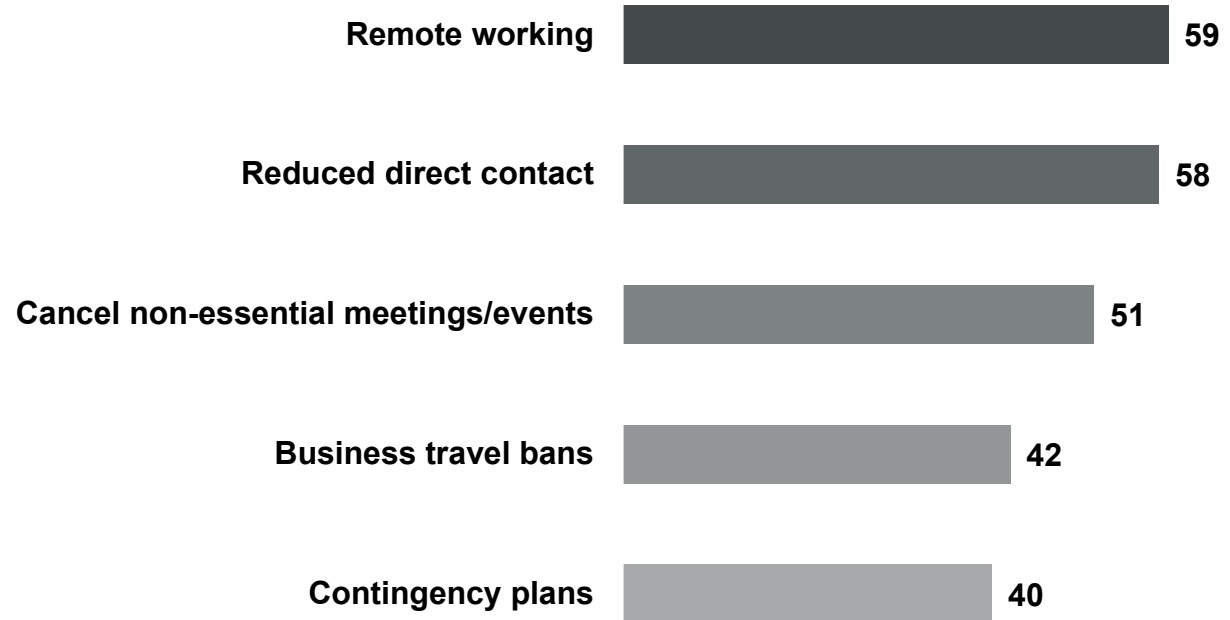 Remote working 59
Reduced direct contact 58
Cancel non-essential meetings/events 51
Business travel bans 42
Contingency plans 40